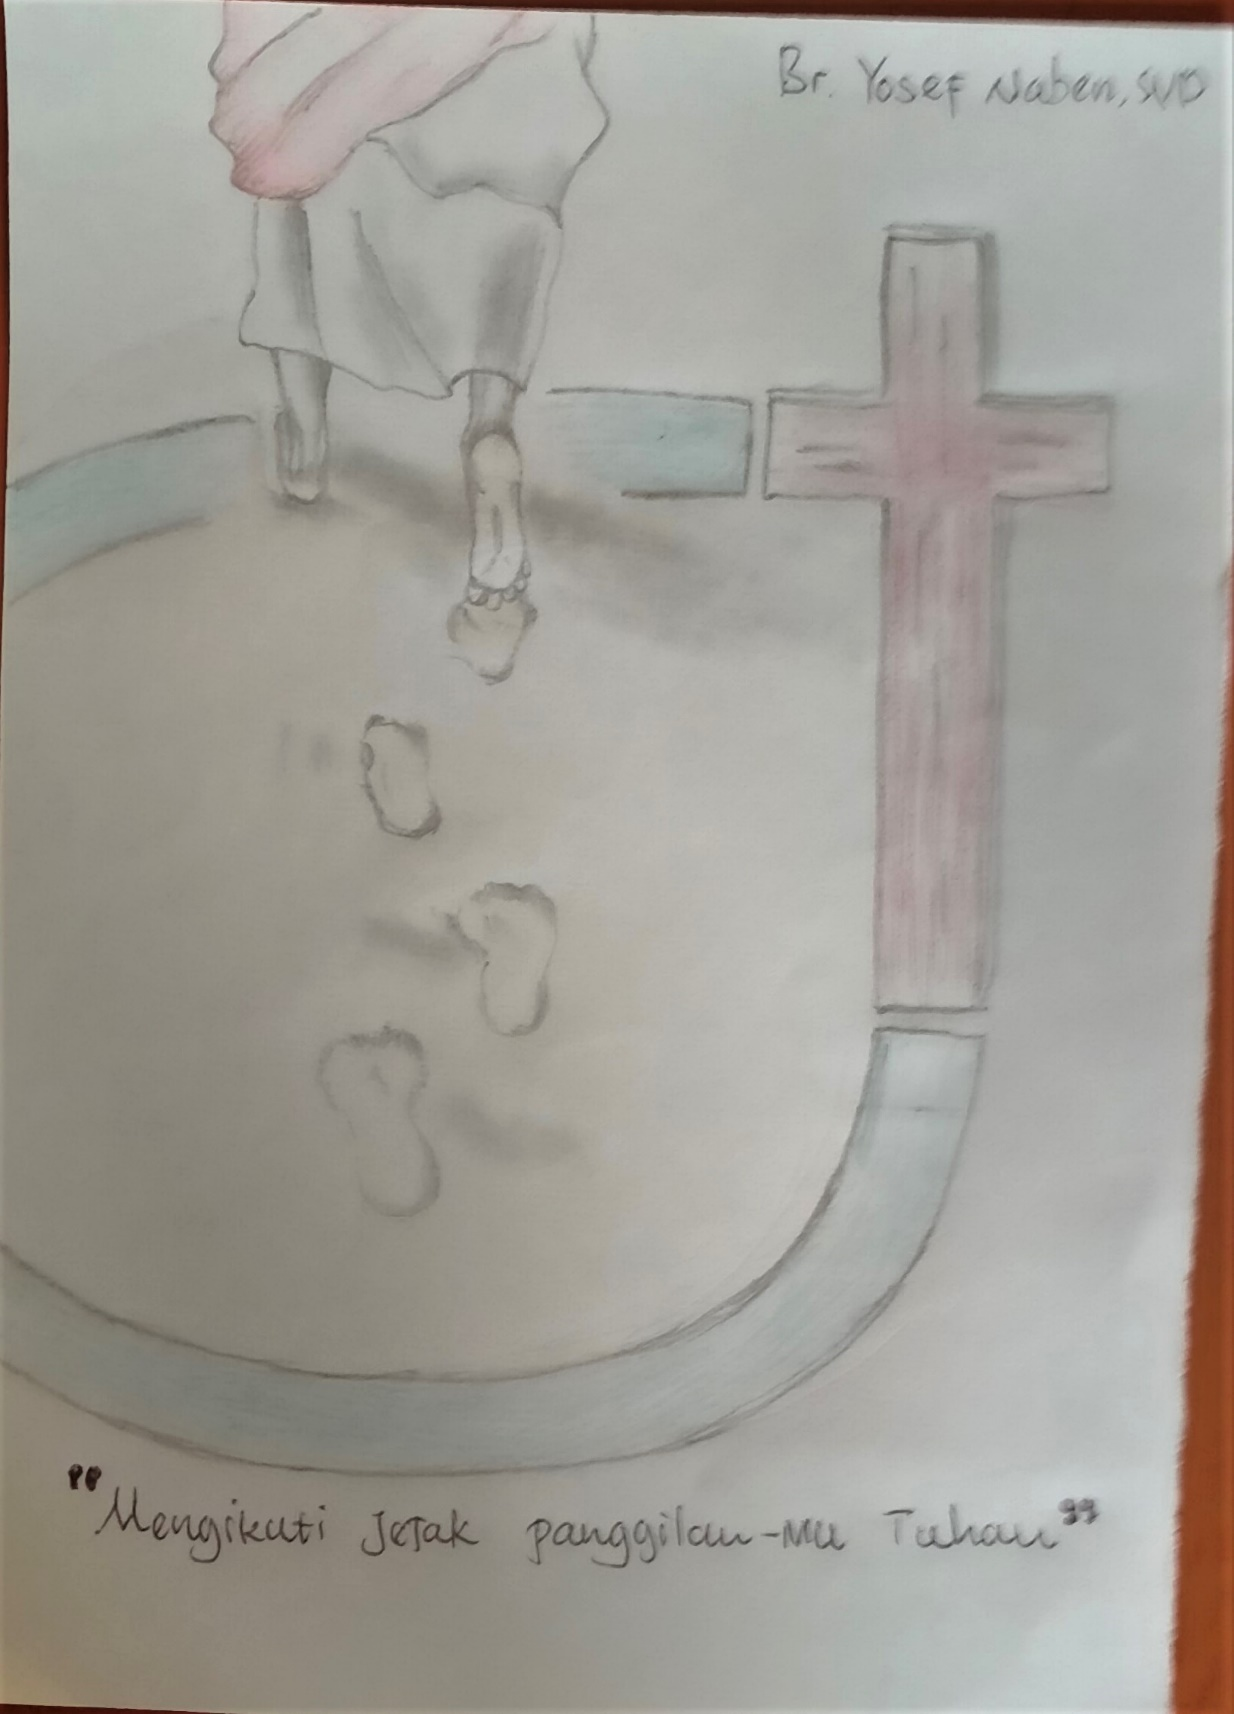 Br. Yosef Naben, SVD
"Mengikuti Jejak panggilan-Mu Tuhan"